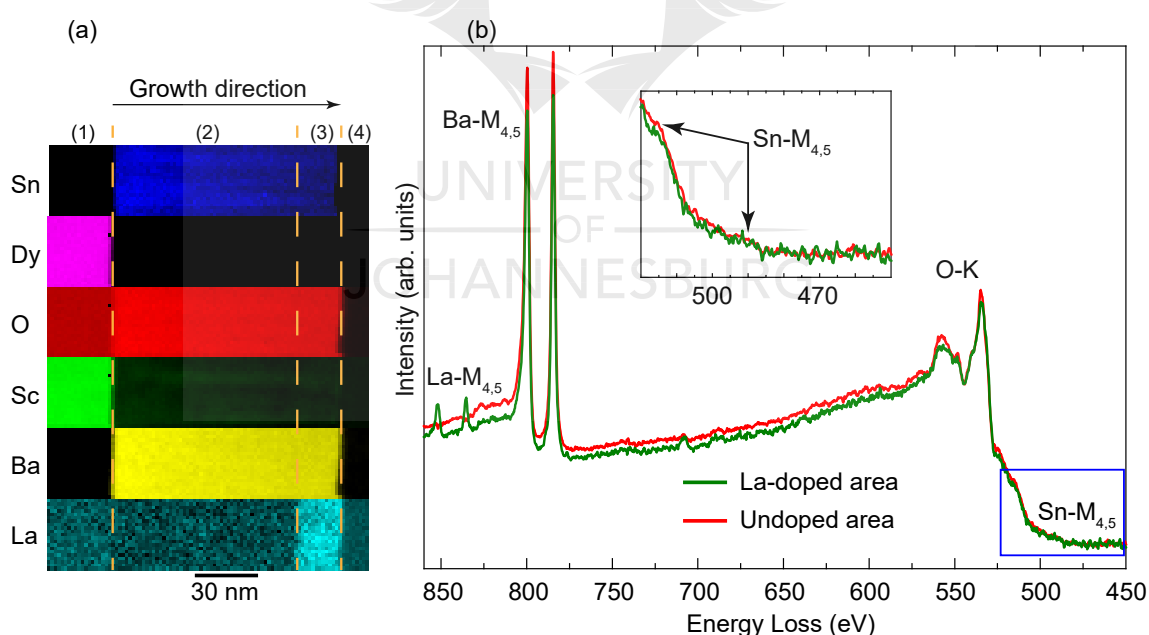 (a)
Growth direction
(1) (2) (3) (4)
Sn
Dy
O
Sc
Ba
La
30 nm
(b)
Ba-M4,5
Sn-M4,5
500 470
UNIVERSITY
OF
JOHANNESBURG
O-K
La-M4,5
La-doped area
Undoped area
Sn-M4,5
Intensity (arb. units)
850 800 750 700 650 600 550 500 450
Energy Loss (eV)